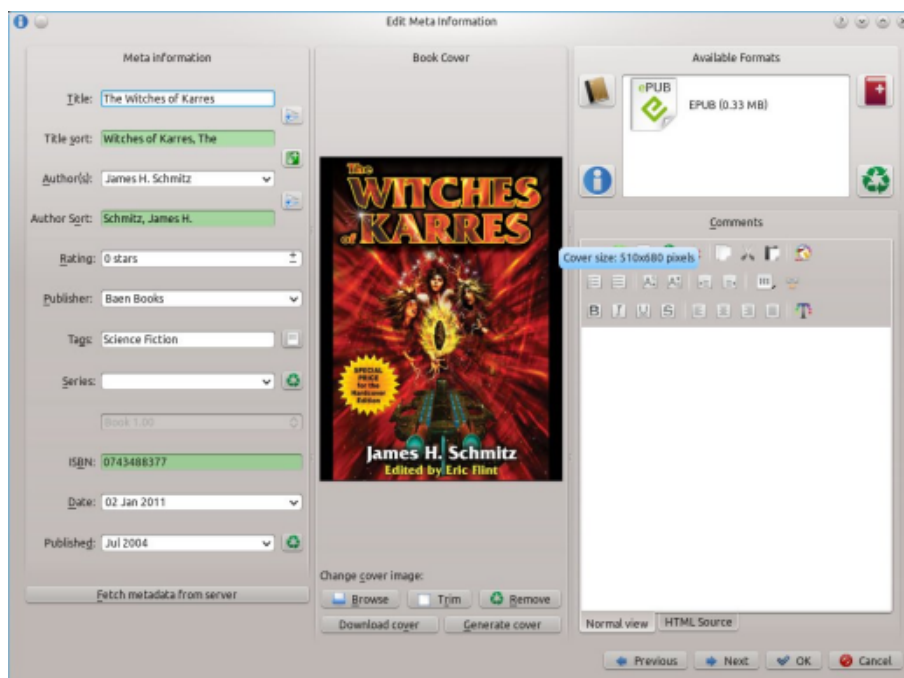 Edit Meta Information
Meta information
Title: The Witches of Karres
Title sort: Witches of Karres, The
Author(s): James H. Schmitz
Author Sort: Schmitz, James H.
Rating: 0 stars
Publisher: Baen Books
Tags: Science Fiction
Series:
Book 1.00
ISBN: 0743488377
Date: 02 Jan 2011
Published: Jul 2004
Fetch metadata from server
Book Cover
The
WITCHES
of KARRES
SPECIAL
PRICE
for the
Hardcover
Edition
James H. Schmitz
Edited by Eric Flint
Change cover image:
Browse Trim Remove
Download cover Generate cover
Available Formats
ePUB
EPUB (0.33 MB)
Comments
Cover size: 510x680 pixels
B I U S
Normal view HTML Source
Previous Next OK Cancel